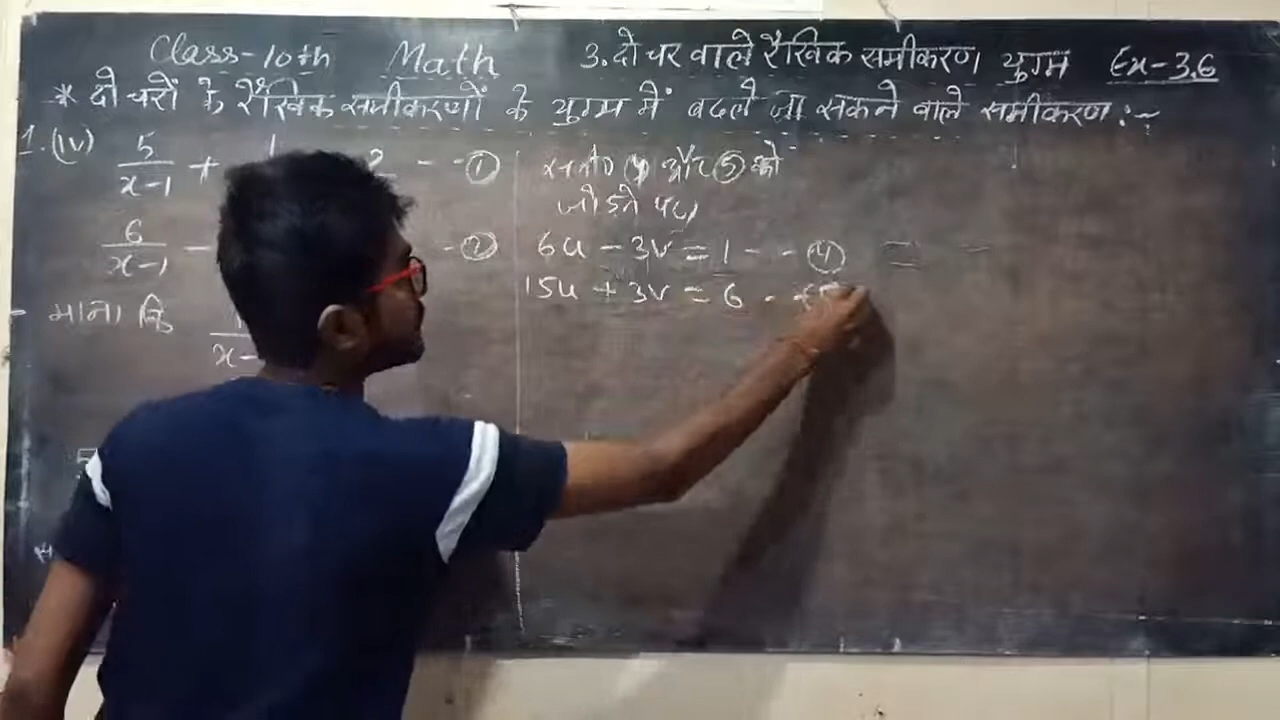 Class-10th Math 3. दो चर वाले रैखिक समीकरण युग्म Ex-3.6
* दो चरों के रैखिक समीकरणों के युग्म में बदले जा सकने वाले समीकरण :-
1. (iv) 5/(x-1) + 1 2 - - ①
6/(x-1) - - ②
माना कि 1/x-
④ और ⑤ को
जोड़ने पर
6u - 3v = 1 - - ④
15u + 3v = 6 -